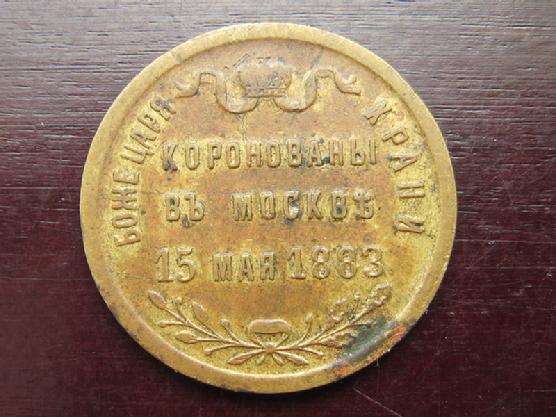 БОЖЕ ЦАРЯ ХРАНИ
КОРОНОВАНЫ
ВЪ МОСКВѢ
15 МАЯ 1883